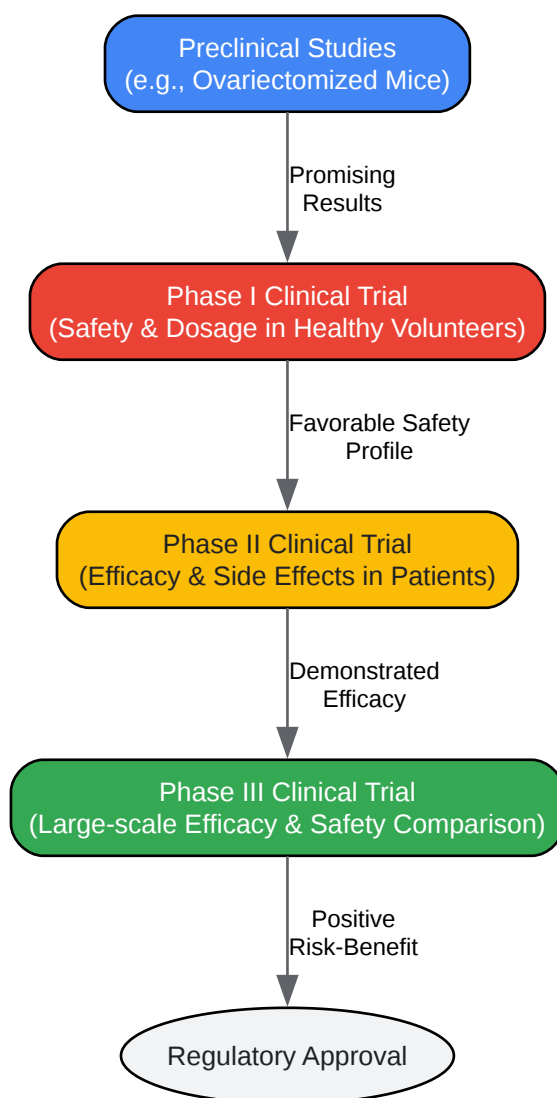 Preclinical Studies
(e.g., Ovariectomized Mice)
Promising
Results
Phase I Clinical Trial
(Safety & Dosage in Healthy Volunteers)
Favorable Safety
Profile
Phase II Clinical Trial
(Efficacy & Side Effects in Patients)
Demonstrated
Efficacy
Phase III Clinical Trial
(Large-scale Efficacy & Safety Comparison)
Positive
Risk-Benefit
Regulatory Approval